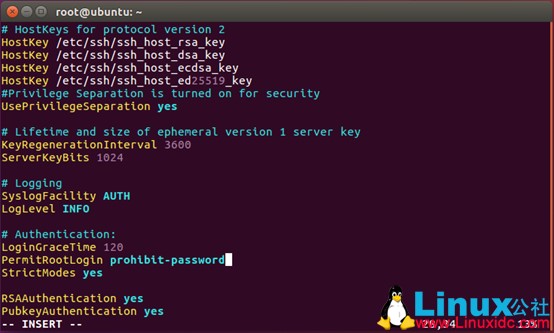 root@ubuntu: ~
# HostKeys for protocol version 2
HostKey /etc/ssh/ssh_host_rsa_key
HostKey /etc/ssh/ssh_host_dsa_key
HostKey /etc/ssh/ssh_host_ecdsa_key
HostKey /etc/ssh/ssh_host_ed25519_key
#Privilege Separation is turned on for security
UsePrivilegeSeparation yes
# Lifetime and size of ephemeral version 1 server key
KeyRegenerationInterval 3600
ServerKeyBits 1024
# Logging
SyslogFacility AUTH
LogLevel INFO
# Authentication:
LoginGraceTime 120
PermitRootLogin prohibit-password
StrictModes yes
RSAAuthentication yes
PubkeyAuthentication yes
-- INSERT --
28,34
13%
Linux公社
www.Linuxidc.com